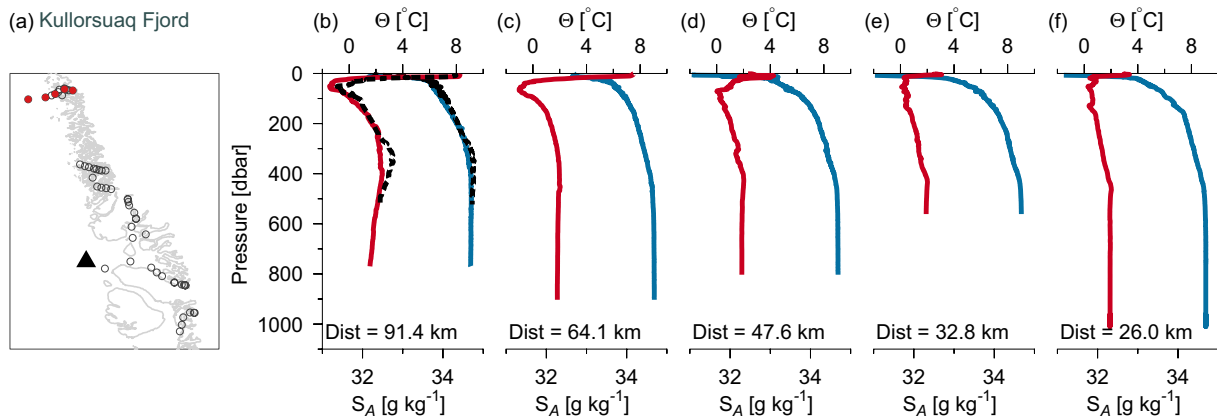 (a) Kullorsuaq Fjord
(b) Θ [°C]
(c) Θ [°C]
(d) Θ [°C]
(e) Θ [°C]
(f) Θ [°C]
0 4 8
0 4 8
0 4 8
0 4 8
0 4 8
Pressure [dbar]
0
200
400
600
800
1000
Dist = 91.4 km
Dist = 64.1 km
Dist = 47.6 km
Dist = 32.8 km
Dist = 26.0 km
32 34
32 34
32 34
32 34
32 34
S_A [g kg⁻¹]
S_A [g kg⁻¹]
S_A [g kg⁻¹]
S_A [g kg⁻¹]
S_A [g kg⁻¹]